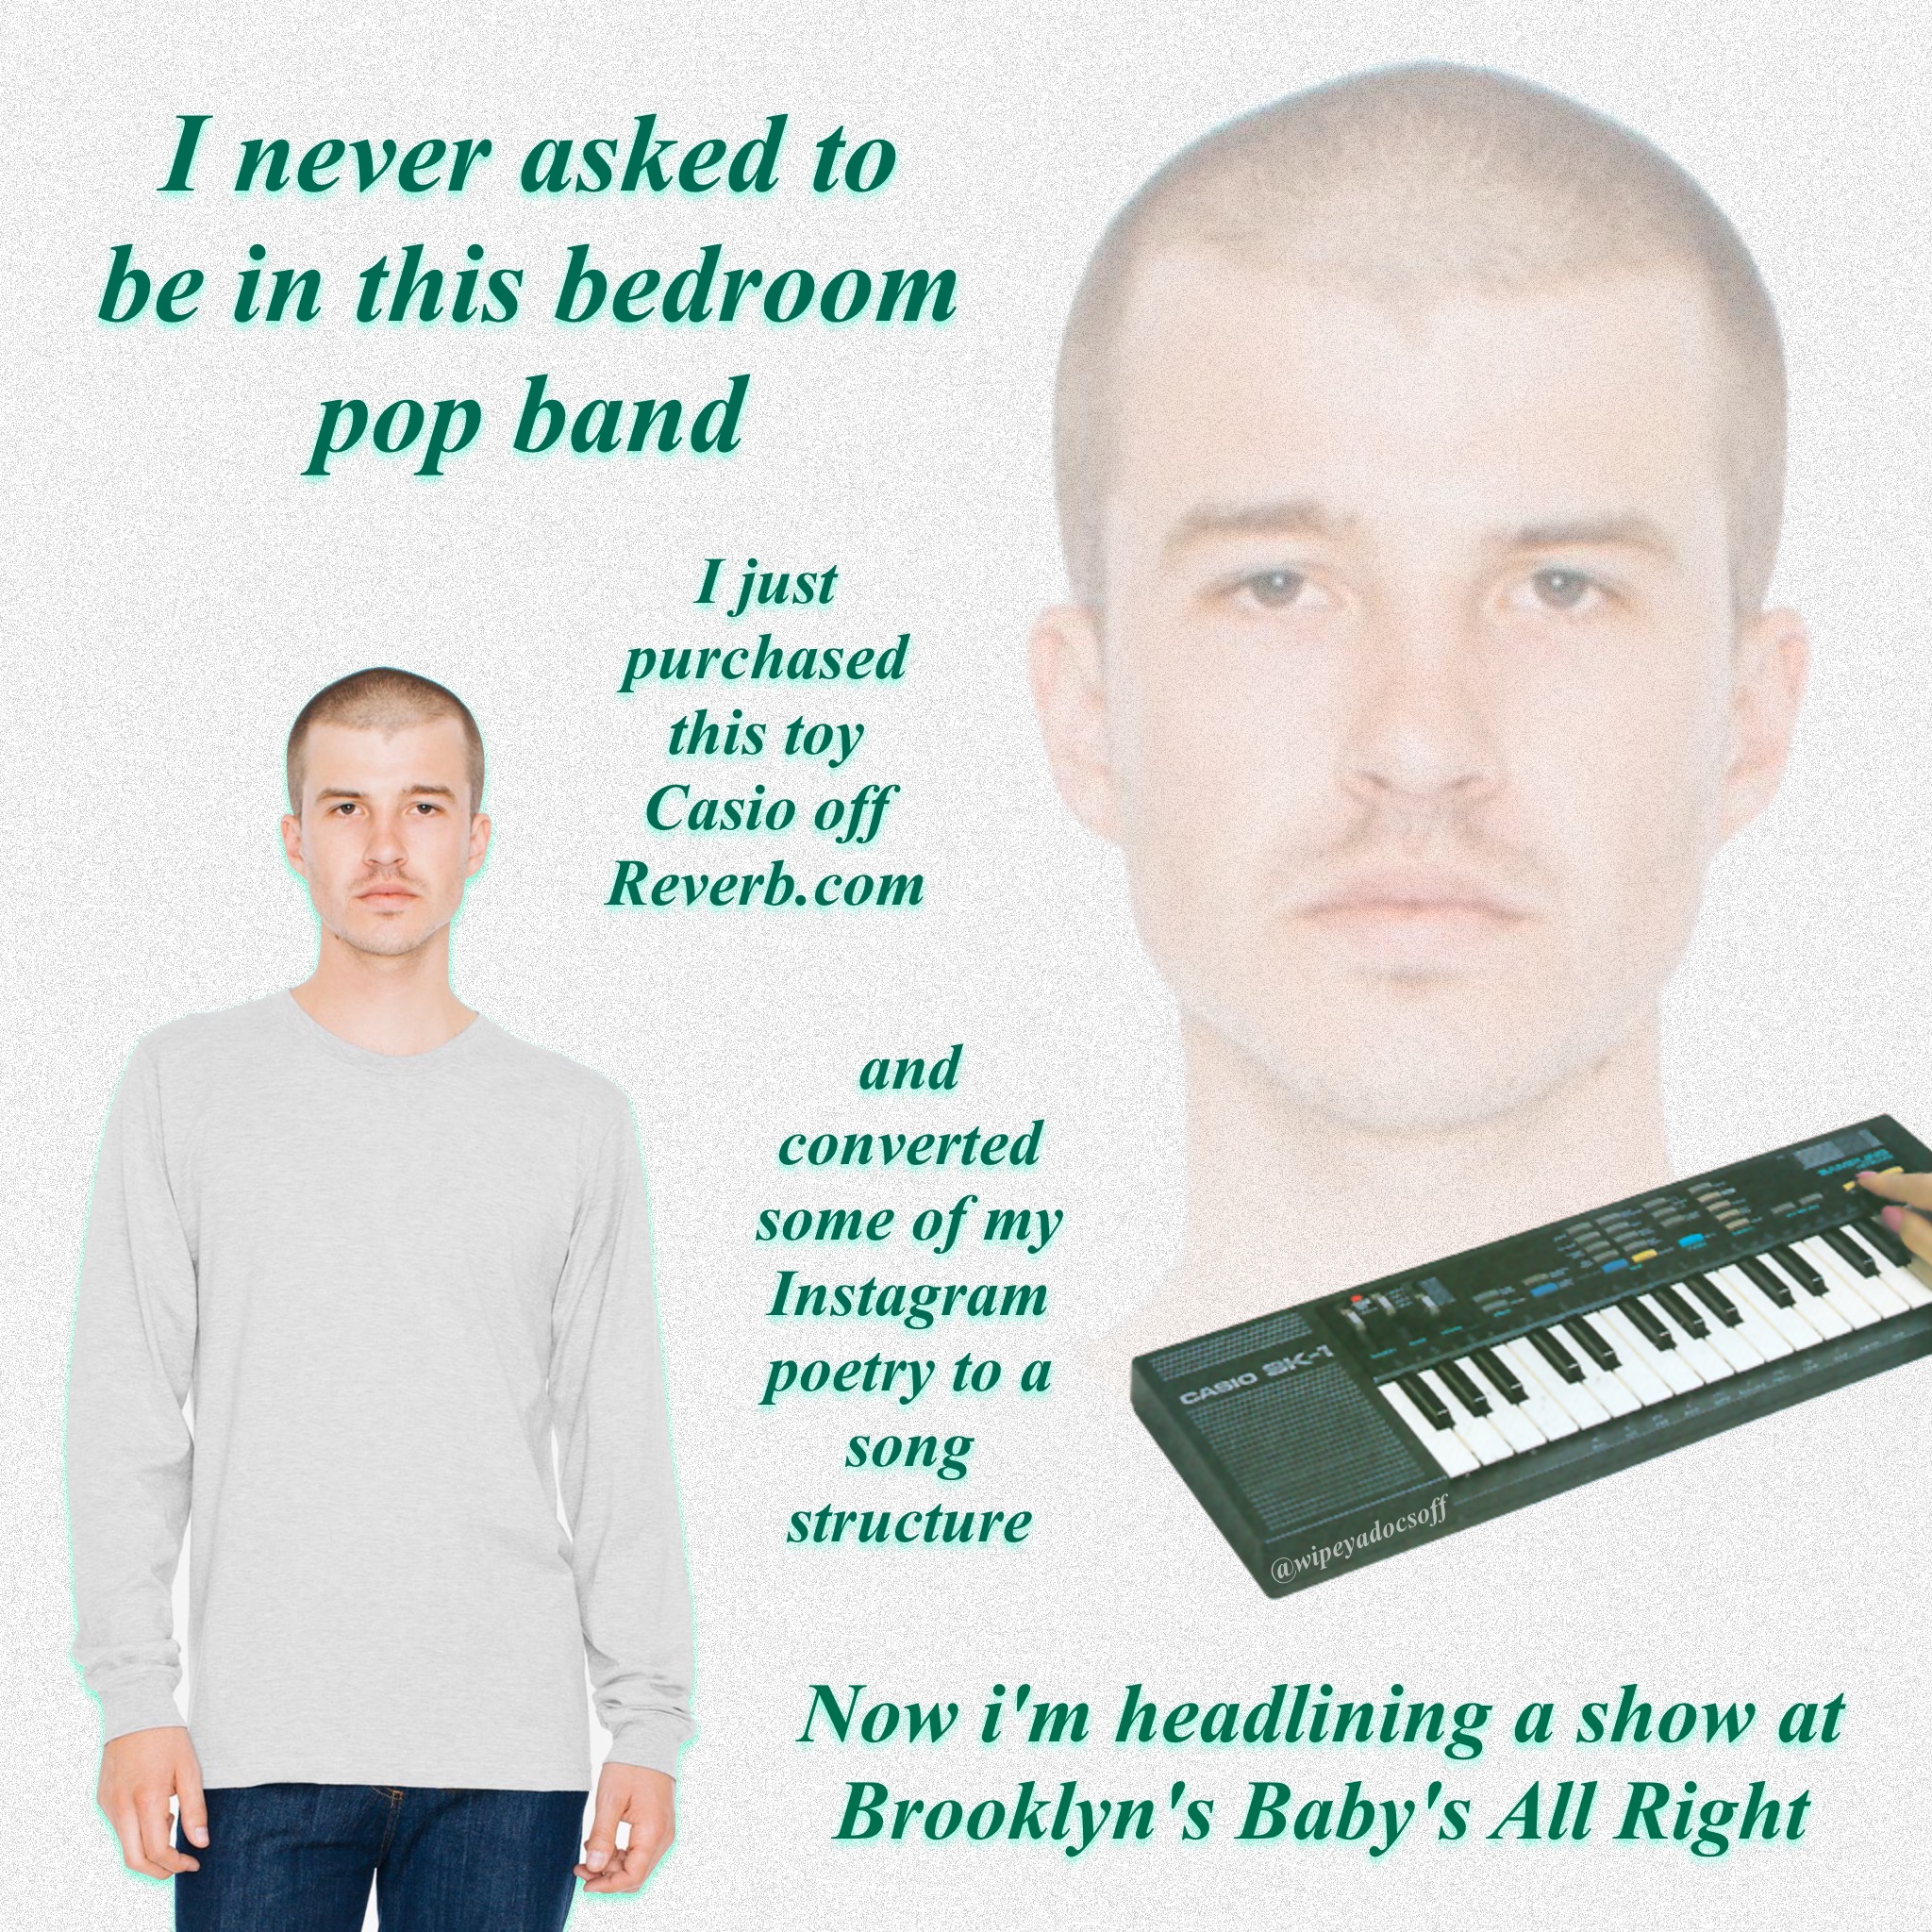 I never asked to
be in this bedroom
pop band
I just
purchased
this toy
Casio off
Reverb.com
and
converted
some of my
Instagram
poetry to a
song
structure
CASIO SK-1
@wipeyadocsoff
Now i'm headlining a show at
Brooklyn's Baby's All Right